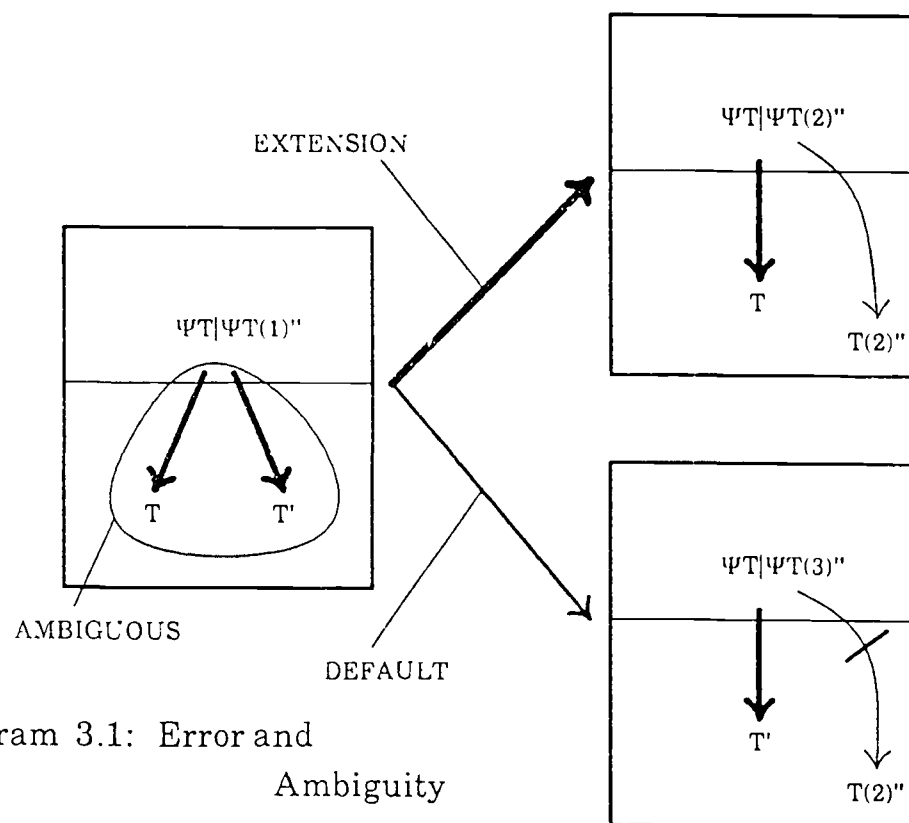 EXTENSION
ΨT|ΨT(1)"
T T'
AMBIGUOUS
DEFAULT
ΨT|ΨT(2)"
T
T(2)"
ΨT|ΨT(3)"
T'
T(2)"
ram 3.1: Error and
Ambiguity